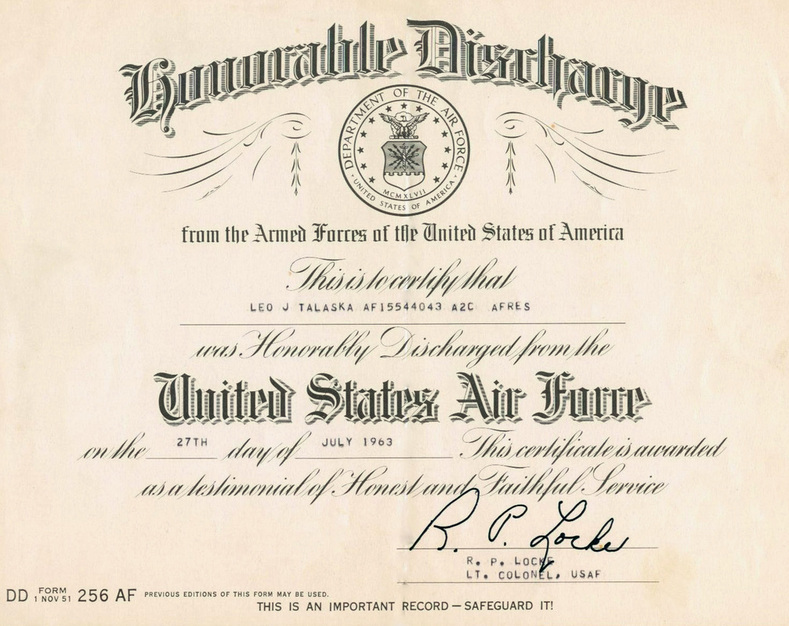 Honorable Discharge
DEPARTMENT OF THE AIR FORCE
MCMXLVII
UNITED STATES OF AMERICA
from the Armed Forces of the United States of America
This is to certify that
LEO J TALASKA AF15544043 A2C AFRES
was Honorably Discharged from the
United States Air Force
on the 27TH day of JULY 1963 This certificate is awarded
as a testimonial of Honest and Faithful Service
R. P. Locke
R. P. LOCKE
LT. COLONEL, USAF
DD FORM 1 NOV 51 256 AF PREVIOUS EDITIONS OF THIS FORM MAY BE USED.
THIS IS AN IMPORTANT RECORD — SAFEGUARD IT!